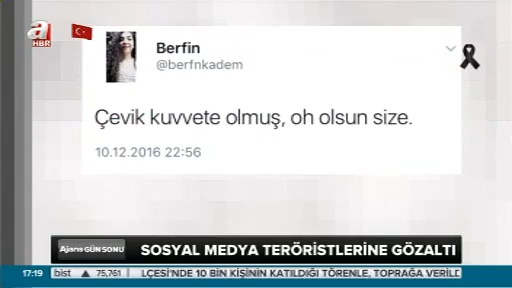 a
HBR
Berfin
@berfnkadem
Çevik kuvvete olmuş, oh olsun size.
10.12.2016 22:56
Ajans GÜN SONU
SOSYAL MEDYA TERÖRİSTLERİNE GÖZALTI
17:19 bist ▲ 75,761 İLÇESİ'NDE 10 BİN KİŞİNİN KATILDIĞI TÖRENLE, TOPRAĞA VERİLD